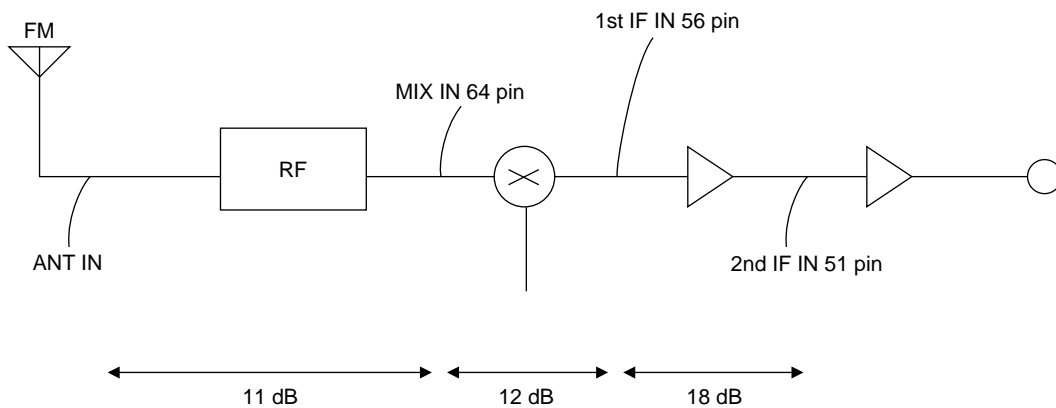 FM
1st IF IN 56 pin
MIX IN 64 pin
RF
ANT IN
2nd IF IN 51 pin
11 dB
12 dB
18 dB